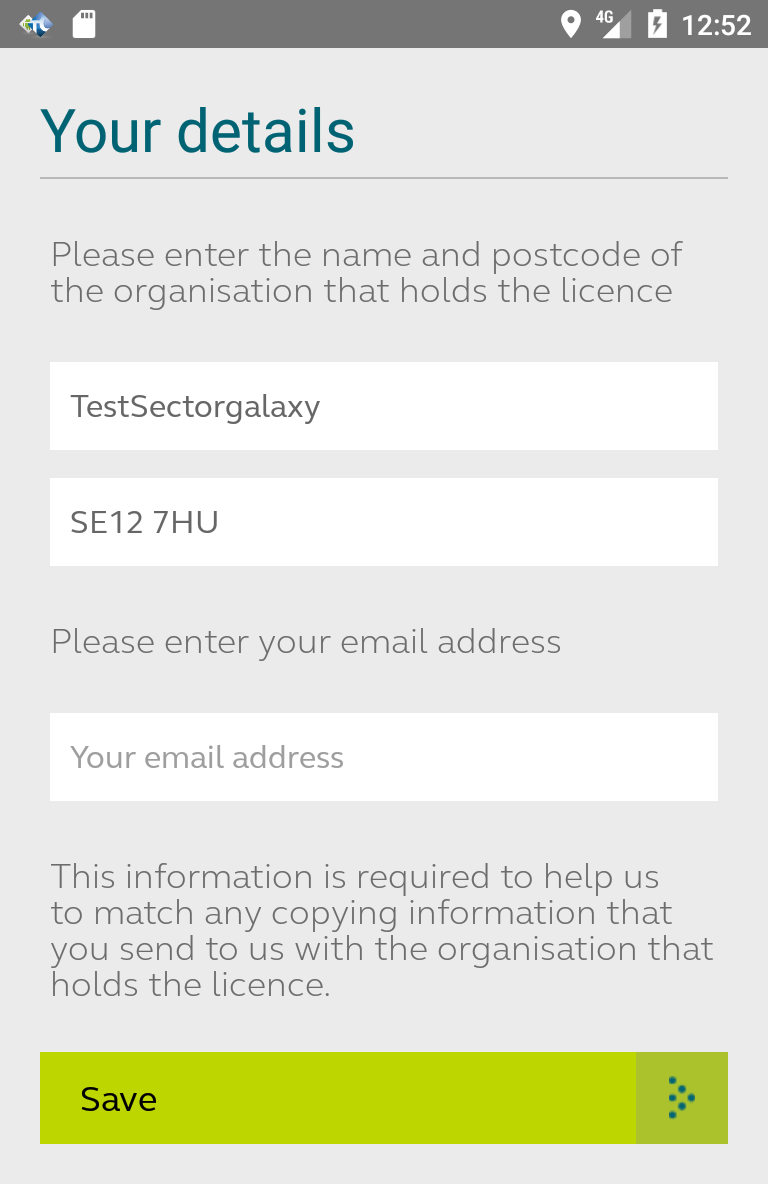 4G 12:52
Your details
Please enter the name and postcode of
the organisation that holds the licence
TestSectorgalaxy
SE12 7HU
Please enter your email address
Your email address
This information is required to help us
to match any copying information that
you send to us with the organisation that
holds the licence.
Save